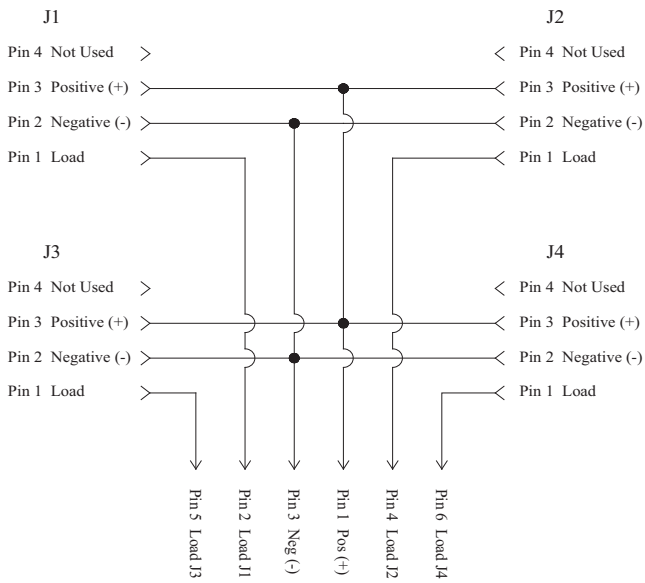 J1
Pin 4 Not Used
Pin 3 Positive (+)
Pin 2 Negative (-)
Pin 1 Load
J2
Pin 4 Not Used
Pin 3 Positive (+)
Pin 2 Negative (-)
Pin 1 Load
J3
Pin 4 Not Used
Pin 3 Positive (+)
Pin 2 Negative (-)
Pin 1 Load
J4
Pin 4 Not Used
Pin 3 Positive (+)
Pin 2 Negative (-)
Pin 1 Load
Pin 5 Load J3
Pin 2 Load J1
Pin 3 Neg (-)
Pin 1 Pos (+)
Pin 4 Load J2
Pin 6 Load J4